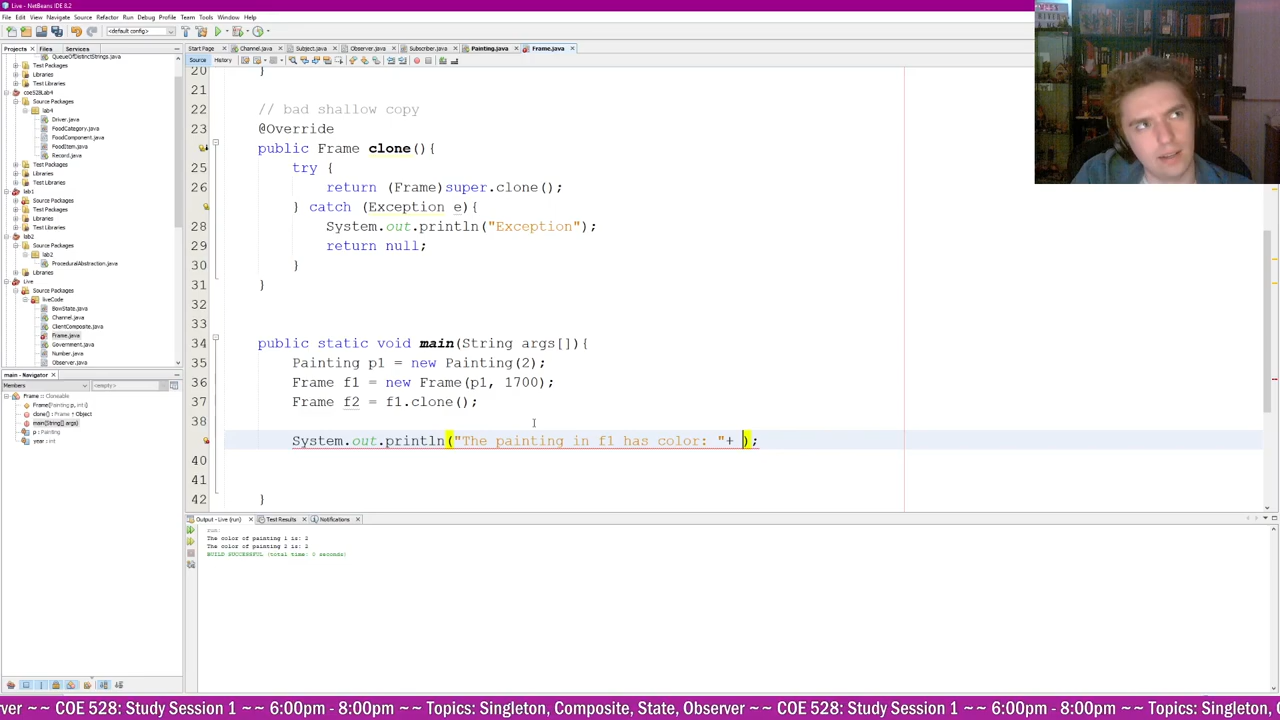 Live - NetBeans IDE 8.2
File Edit View Navigate Source Refactor Run Debug Profile Team Tools Window Help
<default config>
Projects Files Services
Start Page Channel.java Subject.java Observer.java Subscriber.java Painting.java Frame.java
Source History
QueueOfDistinctStrings.java
Test Packages
Libraries
Test Libraries
coe528Lab4
Source Packages
lab4
Driver.java
FoodCategory.java
FoodComponent.java
FoodItem.java
Record.java
Test Packages
Libraries
Test Libraries
lab1
Source Packages
Test Packages
Libraries
Test Libraries
lab2
Source Packages
lab2
ProceduralAbstraction.java
Libraries
Live
Source Packages
liveCode
BowState.java
Channel.java
ClientComposite.java
Frame.java
Government.java
Number.java
Observer.java
main - Navigator
Members <empty>
Frame :: Cloneable
Frame(Painting p, int i)
clone() : Frame ↑ Object
main(String[] args)
p : Painting
year : int
20 }
21
22 // bad shallow copy
23 @Override
public Frame clone(){
25 try {
26 return (Frame)super.clone();
} catch (Exception e){
28 System.out.println("Exception");
29 return null;
30 }
31 }
32
33
34 public static void main(String args[]){
35 Painting p1 = new Painting(2);
36 Frame f1 = new Frame(p1, 1700);
37 Frame f2 = f1.clone();
38
System.out.println("The painting in f1 has color: "+ );
40
41
42 }
Output - Live (run) Test Results Notifications
run:
The color of painting 1 is: 2
The color of painting 2 is: 2
BUILD SUCCESSFUL (total time: 0 seconds)
rver ~~ COE 528: Study Session 1 ~~ 6:00pm - 8:00pm ~~ Topics: Singleton, Composite, State, Observer ~~ COE 528: Study Session 1 ~~ 6:00pm - 8:00pm ~~ Topics: Singleton, C